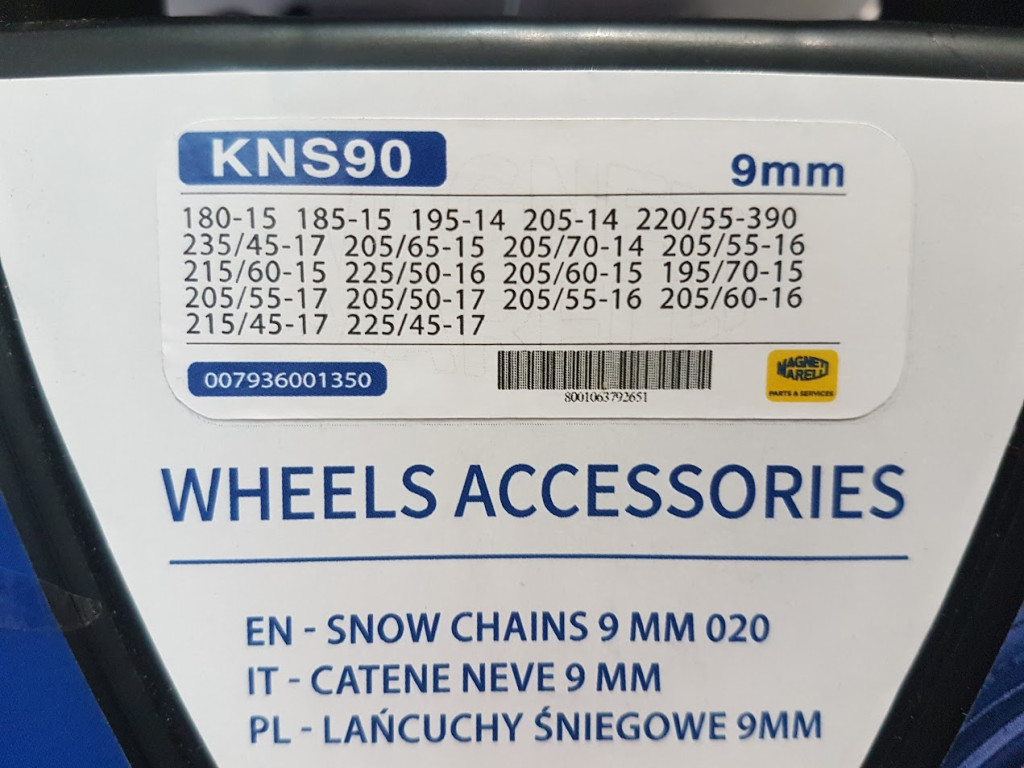 KNS90 9mm
180-15 185-15 195-14 205-14 220/55-390
235/45-17 205/65-15 205/70-14 205/55-16
215/60-15 225/50-16 205/60-15 195/70-15
205/55-17 205/50-17 205/55-16 205/60-16
215/45-17 225/45-17
007936001350
8001063792651
MAGNETI
MARELLI
PARTS & SERVICES
WHEELS ACCESSORIES
EN - SNOW CHAINS 9 MM 020
IT - CATENE NEVE 9 MM
PL - LAŃCUCHY ŚNIEGOWE 9MM